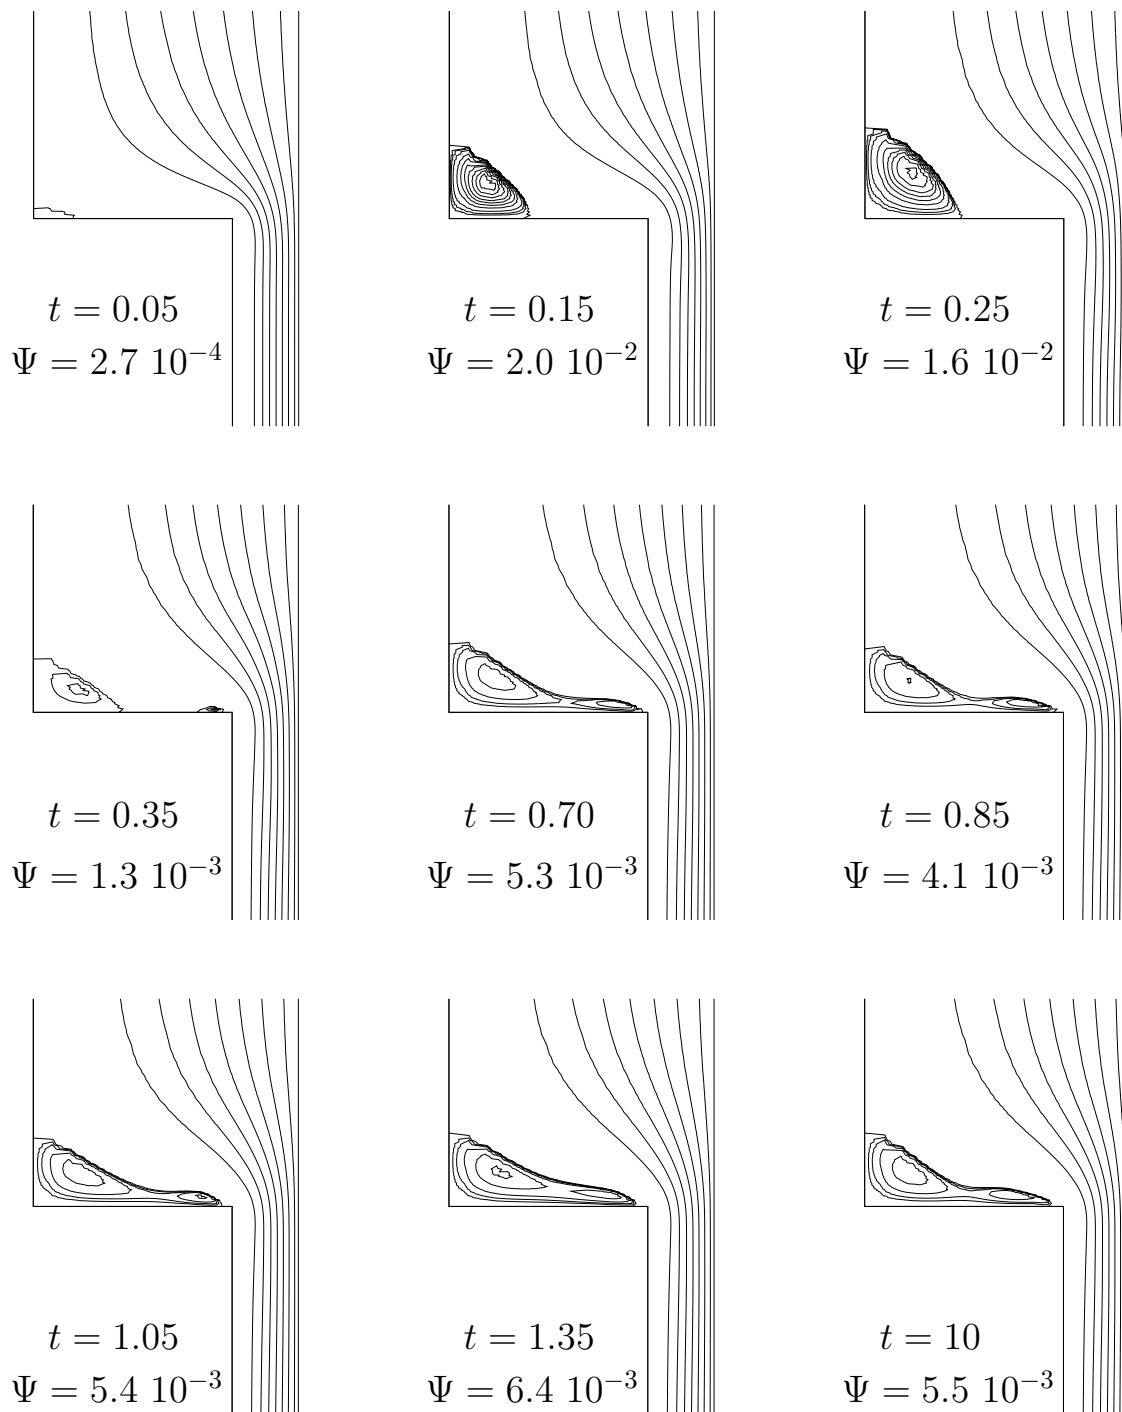 t = 0.05
Ψ = 2.7 10⁻⁴
t = 0.15
Ψ = 2.0 10⁻²
t = 0.25
Ψ = 1.6 10⁻²
t = 0.35
Ψ = 1.3 10⁻³
t = 0.70
Ψ = 5.3 10⁻³
t = 0.85
Ψ = 4.1 10⁻³
t = 1.05
Ψ = 5.4 10⁻³
t = 1.35
Ψ = 6.4 10⁻³
t = 10
Ψ = 5.5 10⁻³